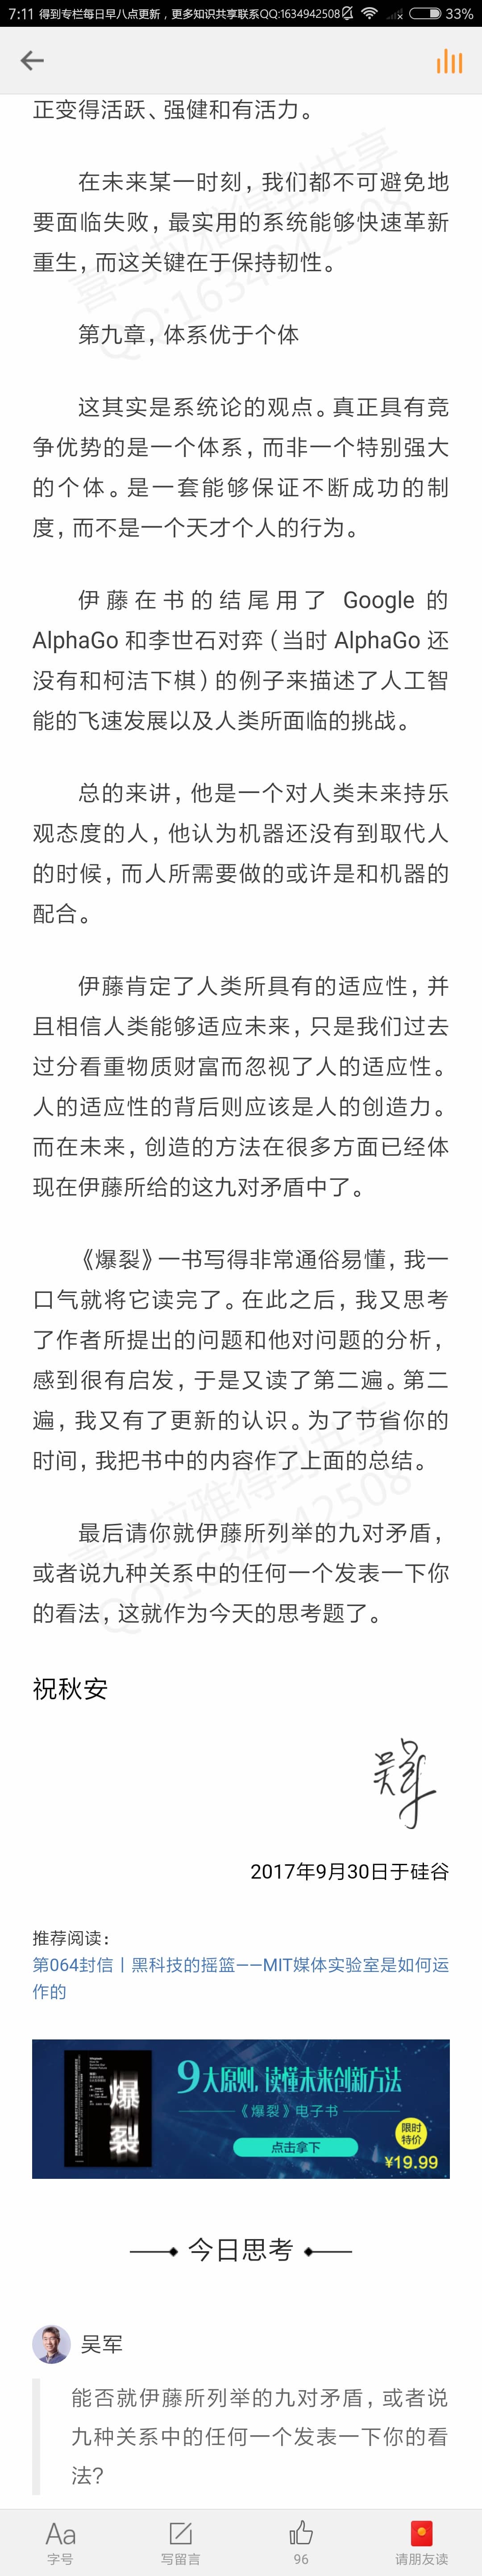 7:11 得到专栏每日早八点更新，更多知识共享联系QQ:1634942508 33%
正变得活跃、强健和有活力。
在未来某一时刻，我们都不可避免地
要面临失败，最实用的系统能够快速革新
重生，而这关键在于保持韧性。
第九章，体系优于个体
这其实是系统论的观点。真正具有竞
争优势的是一个体系，而非一个特别强大
的个体。是一套能够保证不断成功的制
度，而不是一个天才个人的行为。
伊藤在书的结尾用了 Google 的
AlphaGo 和李世石对弈（当时 AlphaGo 还
没有和柯洁下棋）的例子来描述了人工智
能的飞速发展以及人类所面临的挑战。
总的来讲，他是一个对人类未来持乐
观态度的人，他认为机器还没有到取代人
的时候，而人所需要做的或许是和机器的
配合。
伊藤肯定了人类所具有的适应性，并
且相信人类能够适应未来，只是我们过去
过分看重物质财富而忽视了人的适应性。
人的适应性的背后则应该是人的创造力。
而在未来，创造的方法在很多方面已经体
现在伊藤所给的这九对矛盾中了。
《爆裂》一书写得非常通俗易懂，我一
口气就将它读完了。在此之后，我又思考
了作者所提出的问题和他对问题的分析，
感到很有启发，于是又读了第二遍。第二
遍，我又有了更新的认识。为了节省你的
时间，我把书中的内容作了上面的总结。
最后请你就伊藤所列举的九对矛盾，
或者说九种关系中的任何一个发表一下你
的看法，这就作为今天的思考题了。
喜马拉雅得到共享
QQ:1634942508
喜马拉雅得到共享
QQ:1634942508
祝秋安
吴军
2017年9月30日于硅谷
推荐阅读：
第064封信丨黑科技的摇篮——MIT媒体实验室是如何运
作的
爆裂
9大原则，读懂未来创新方法
《爆裂》电子书
点击拿下
限时
特价
¥19.99
今日思考
吴军
能否就伊藤所列举的九对矛盾，或者说
九种关系中的任何一个发表一下你的看
法？
Aa
字号
写留言
96
请朋友读